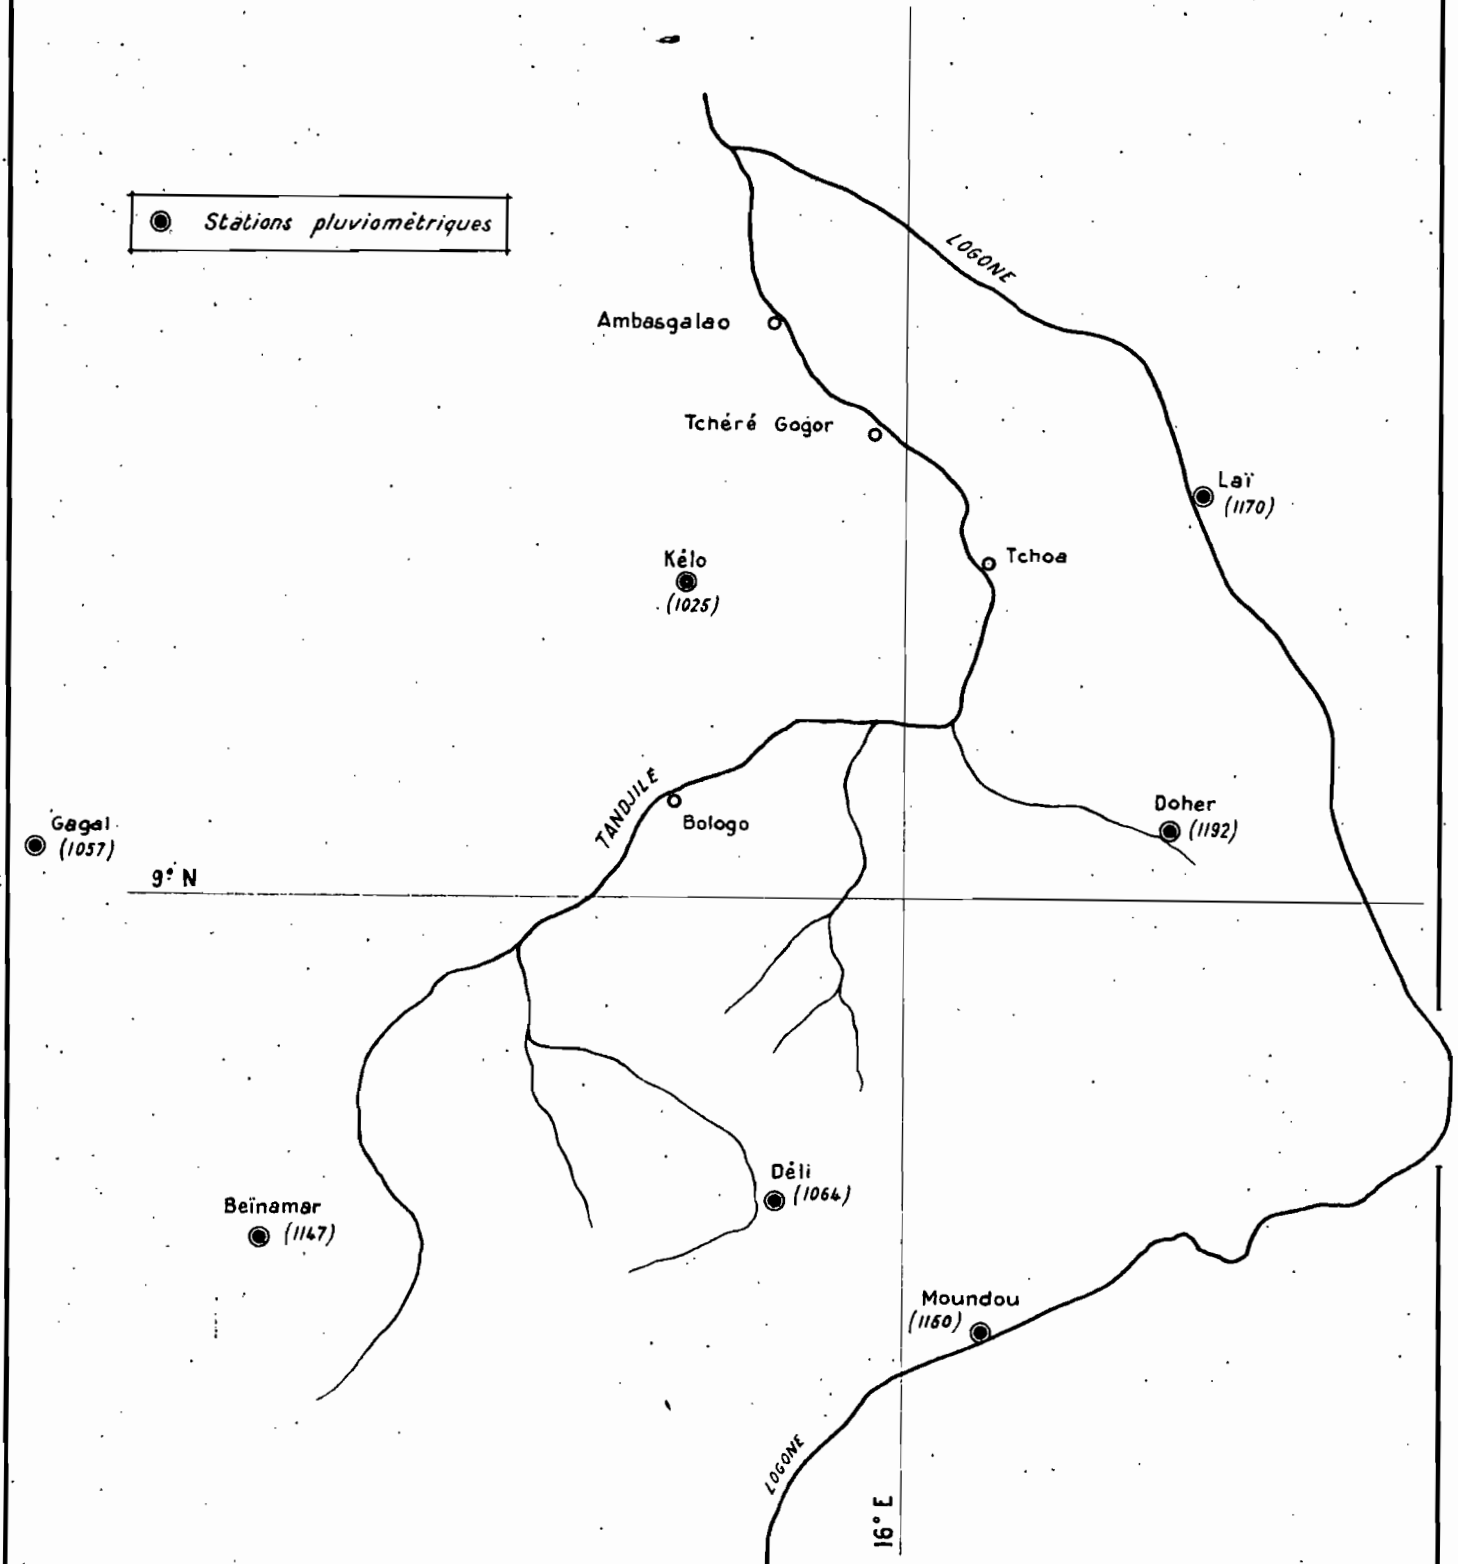 Stations pluviométriques
LOGONE
Ambasgalao
Tchéré Gogor
Laï
(1170)
Kélo
(1025)
Tchoa
TANDJILÉ
Bologo
Doher
(1192)
Gagal
(1057)
9° N
Déli
(1064)
Beïnamar
(1147)
Moundou
(1160)
LOGONE
16° E